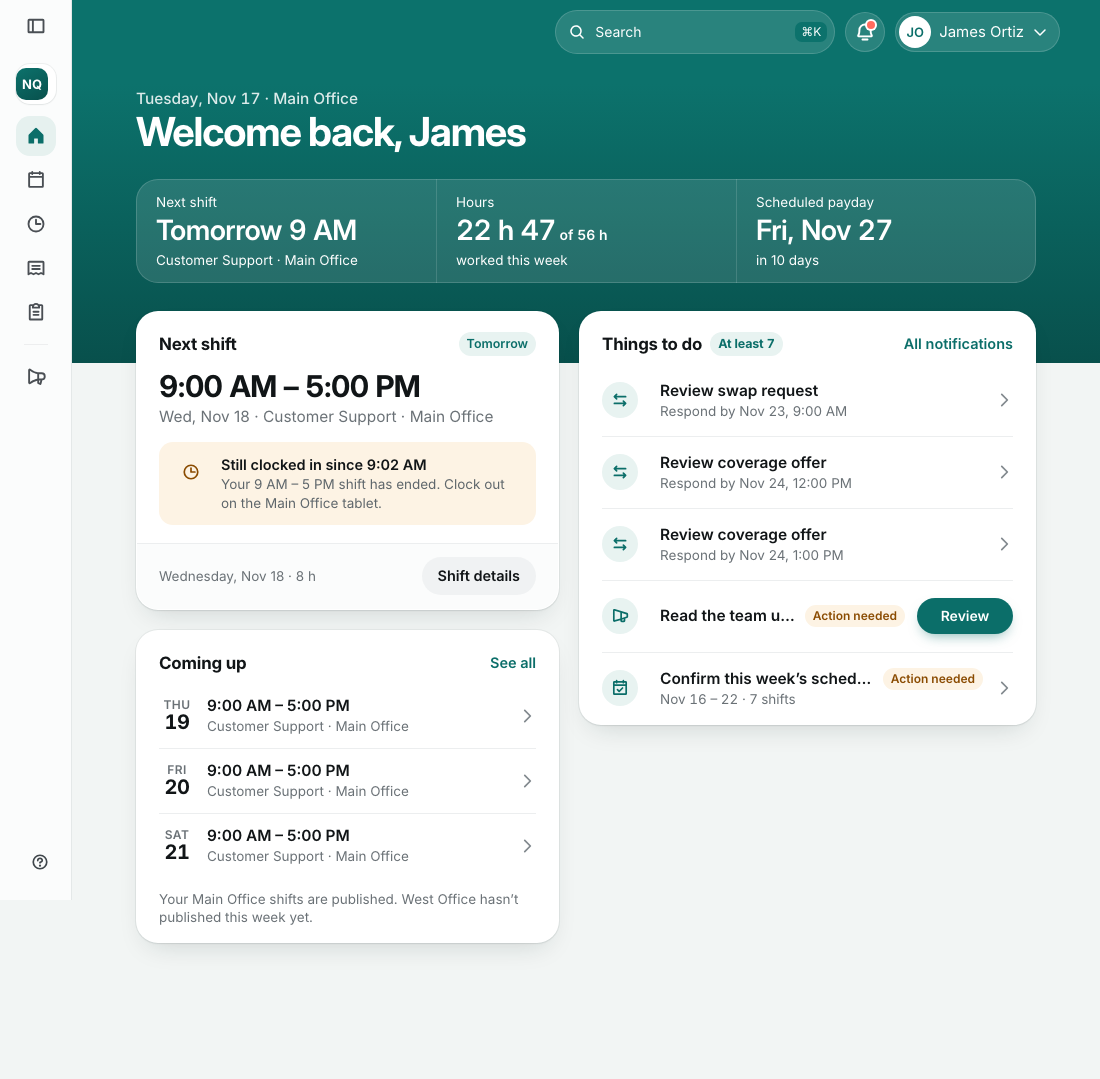 Search
⌘K
JO
James Ortiz
NQ
Tuesday, Nov 17 · Main Office
Welcome back, James
Next shift
Tomorrow 9 AM
Customer Support · Main Office
Hours
22 h 47 of 56 h
worked this week
Scheduled payday
Fri, Nov 27
in 10 days
Next shift
Tomorrow
9:00 AM – 5:00 PM
Wed, Nov 18 · Customer Support · Main Office
Still clocked in since 9:02 AM
Your 9 AM – 5 PM shift has ended. Clock out
on the Main Office tablet.
Wednesday, Nov 18 · 8 h
Shift details
Coming up
See all
THU
19
9:00 AM – 5:00 PM
Customer Support · Main Office
FRI
20
9:00 AM – 5:00 PM
Customer Support · Main Office
SAT
21
9:00 AM – 5:00 PM
Customer Support · Main Office
Your Main Office shifts are published. West Office hasn’t
published this week yet.
Things to do
At least 7
All notifications
Review swap request
Respond by Nov 23, 9:00 AM
Review coverage offer
Respond by Nov 24, 12:00 PM
Review coverage offer
Respond by Nov 24, 1:00 PM
Read the team u...
Action needed
Review
Confirm this week’s sched...
Action needed
Nov 16 – 22 · 7 shifts